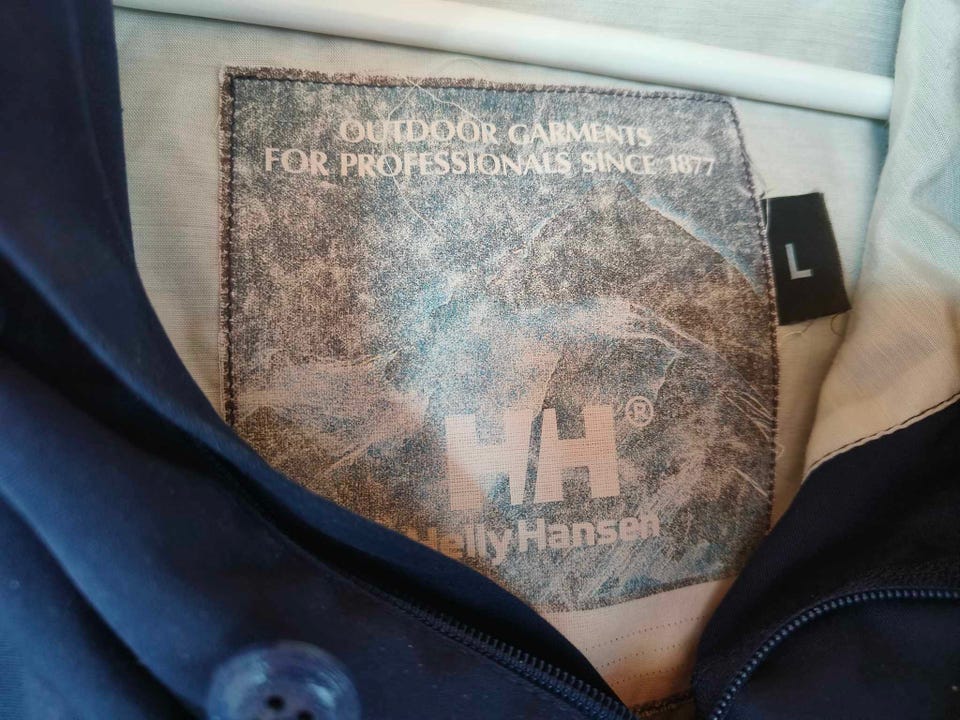 OUTDOOR GARMENTS
FOR PROFESSIONALS SINCE 1877
L
HH®
Helly Hansen